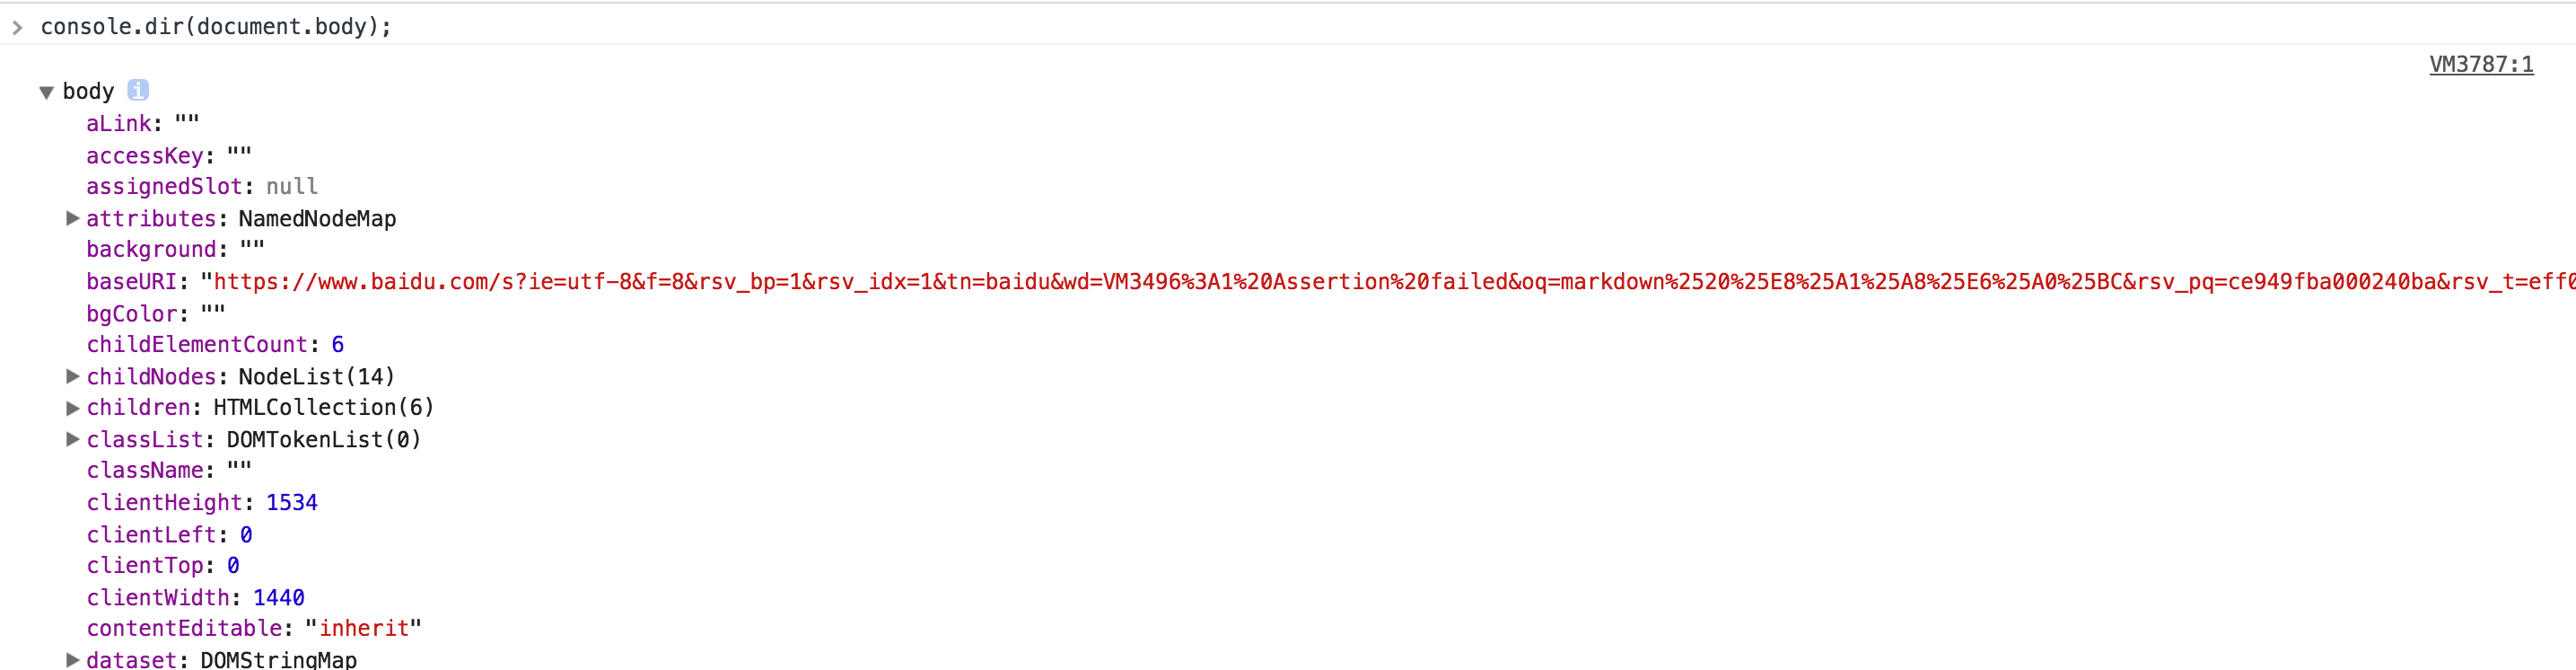 > console.dir(document.body);
VM3787:1
▼ body i
aLink: ""
accessKey: ""
assignedSlot: null
▶ attributes: NamedNodeMap
background: ""
baseURI: "https://www.baidu.com/s?ie=utf-8&f=8&rsv_bp=1&rsv_idx=1&tn=baidu&wd=VM3496%3A1%20Assertion%20failed&oq=markdown%2520%25E8%25A1%25A8%25E6%25A0%25BC&rsv_pq=ce949fba000240ba&rsv_t=eff0
bgColor: ""
childElementCount: 6
▶ childNodes: NodeList(14)
▶ children: HTMLCollection(6)
▶ classList: DOMTokenList(0)
className: ""
clientHeight: 1534
clientLeft: 0
clientTop: 0
clientWidth: 1440
contentEditable: "inherit"
▶ dataset: DOMStringMap